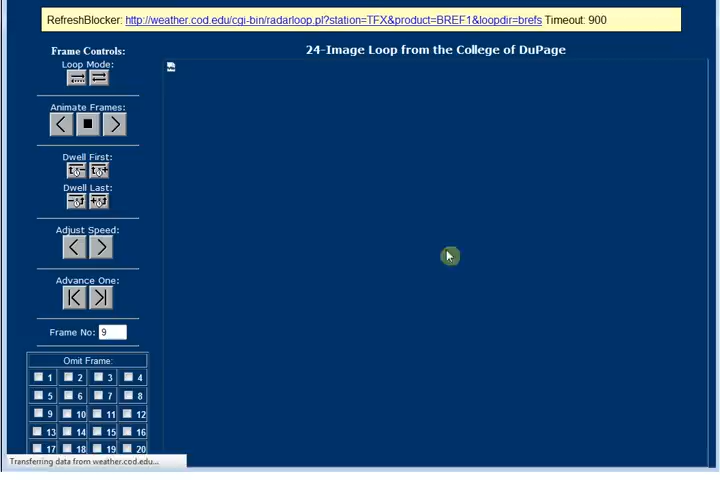 RefreshBlocker: http://weather.cod.edu/cgi-bin/radarloop.pl?station=TFX&product=BREF1&loopdir=brefs Timeout: 900
Frame Controls:
24-Image Loop from the College of DuPage
Loop Mode:
Animate Frames:
Dwell First:
Dwell Last:
Adjust Speed:
Advance One:
Frame No: 9
Omit Frame:
1 2 3 4
5 6 7 8
9 10 11 12
13 14 15 16
17 18 19 20
Transferring data from weather.cod.edu...